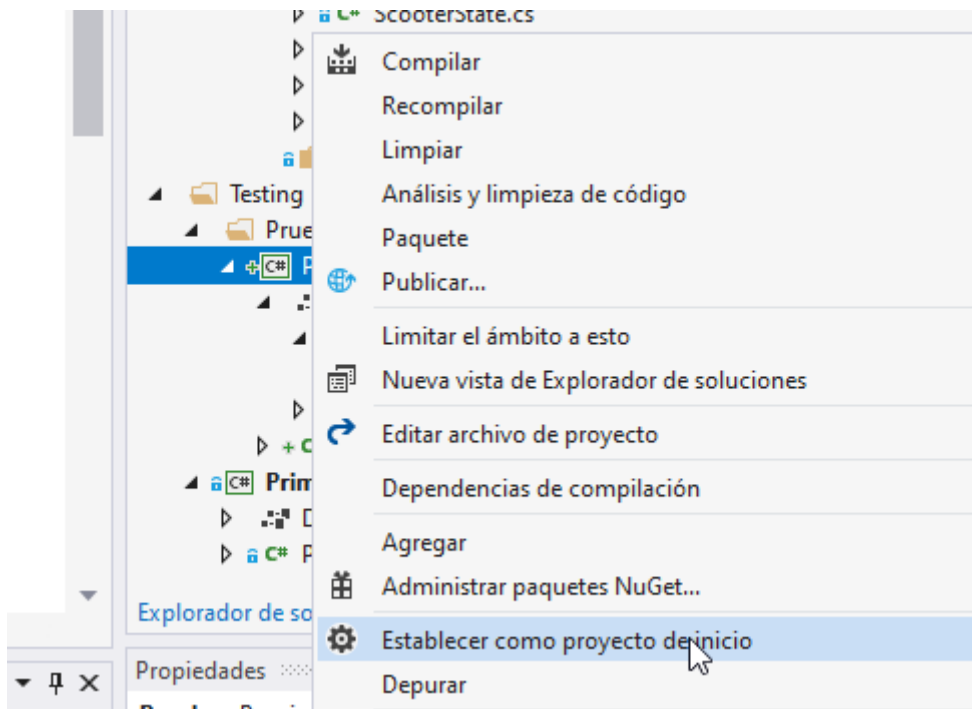 C# ScooterState.cs
Compilar
Recompilar
Limpiar
Análisis y limpieza de código
Testing
Prue
Paquete
C# P
Publicar...
Limitar el ámbito a esto
Nueva vista de Explorador de soluciones
Editar archivo de proyecto
C# Prim
Dependencias de compilación
C# P
Agregar
Administrar paquetes NuGet...
Explorador de so
Establecer como proyecto de inicio
Propiedades
Depurar